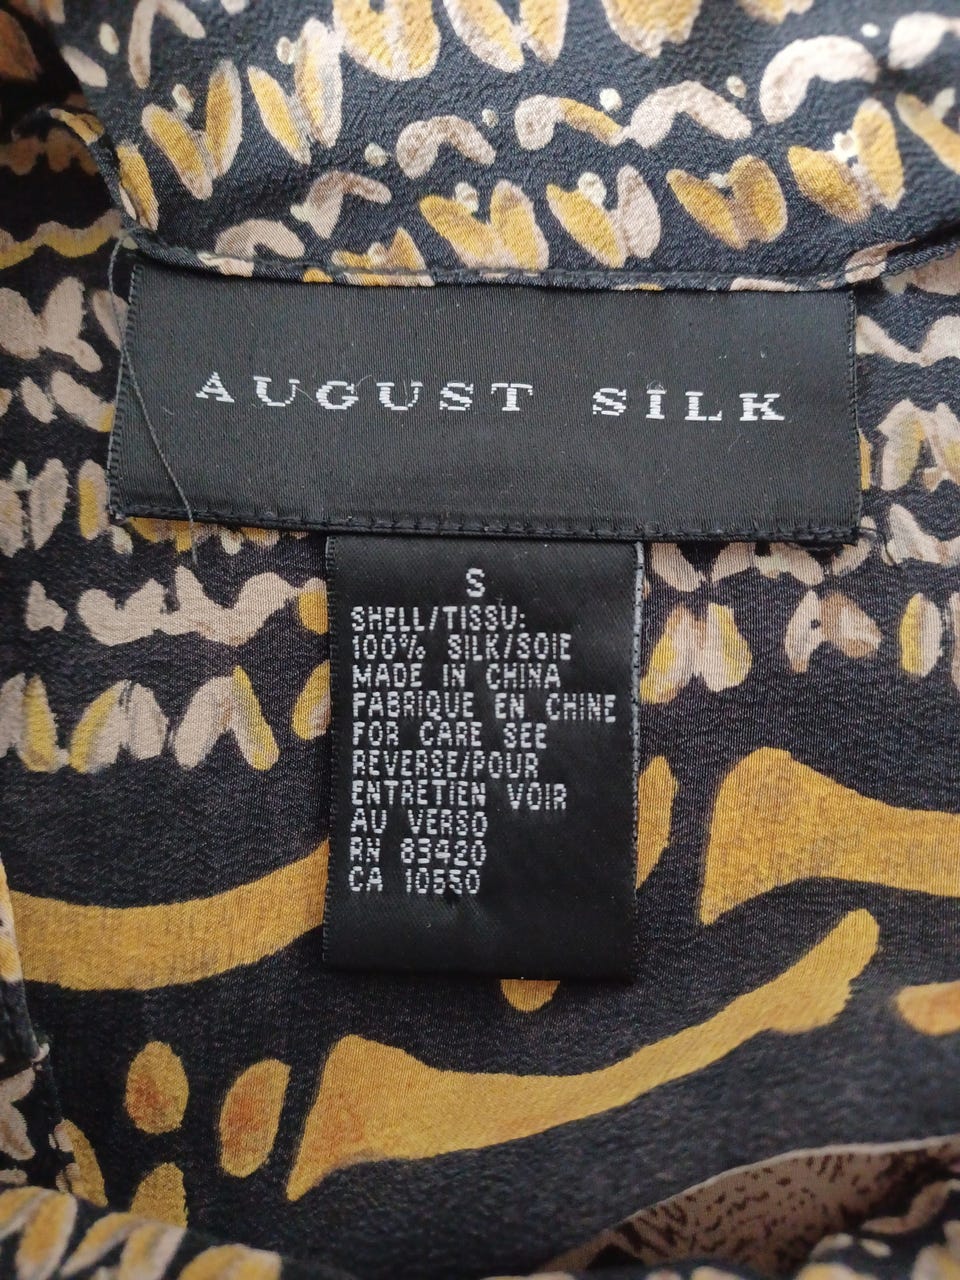 AUGUST SILK
S
SHELL/TISSU:
100% SILK/SOIE
MADE IN CHINA
FABRIQUE EN CHINE
FOR CARE SEE
REVERSE/POUR
ENTRETIEN VOIR
AU VERSO
RN 83420
CA 10550